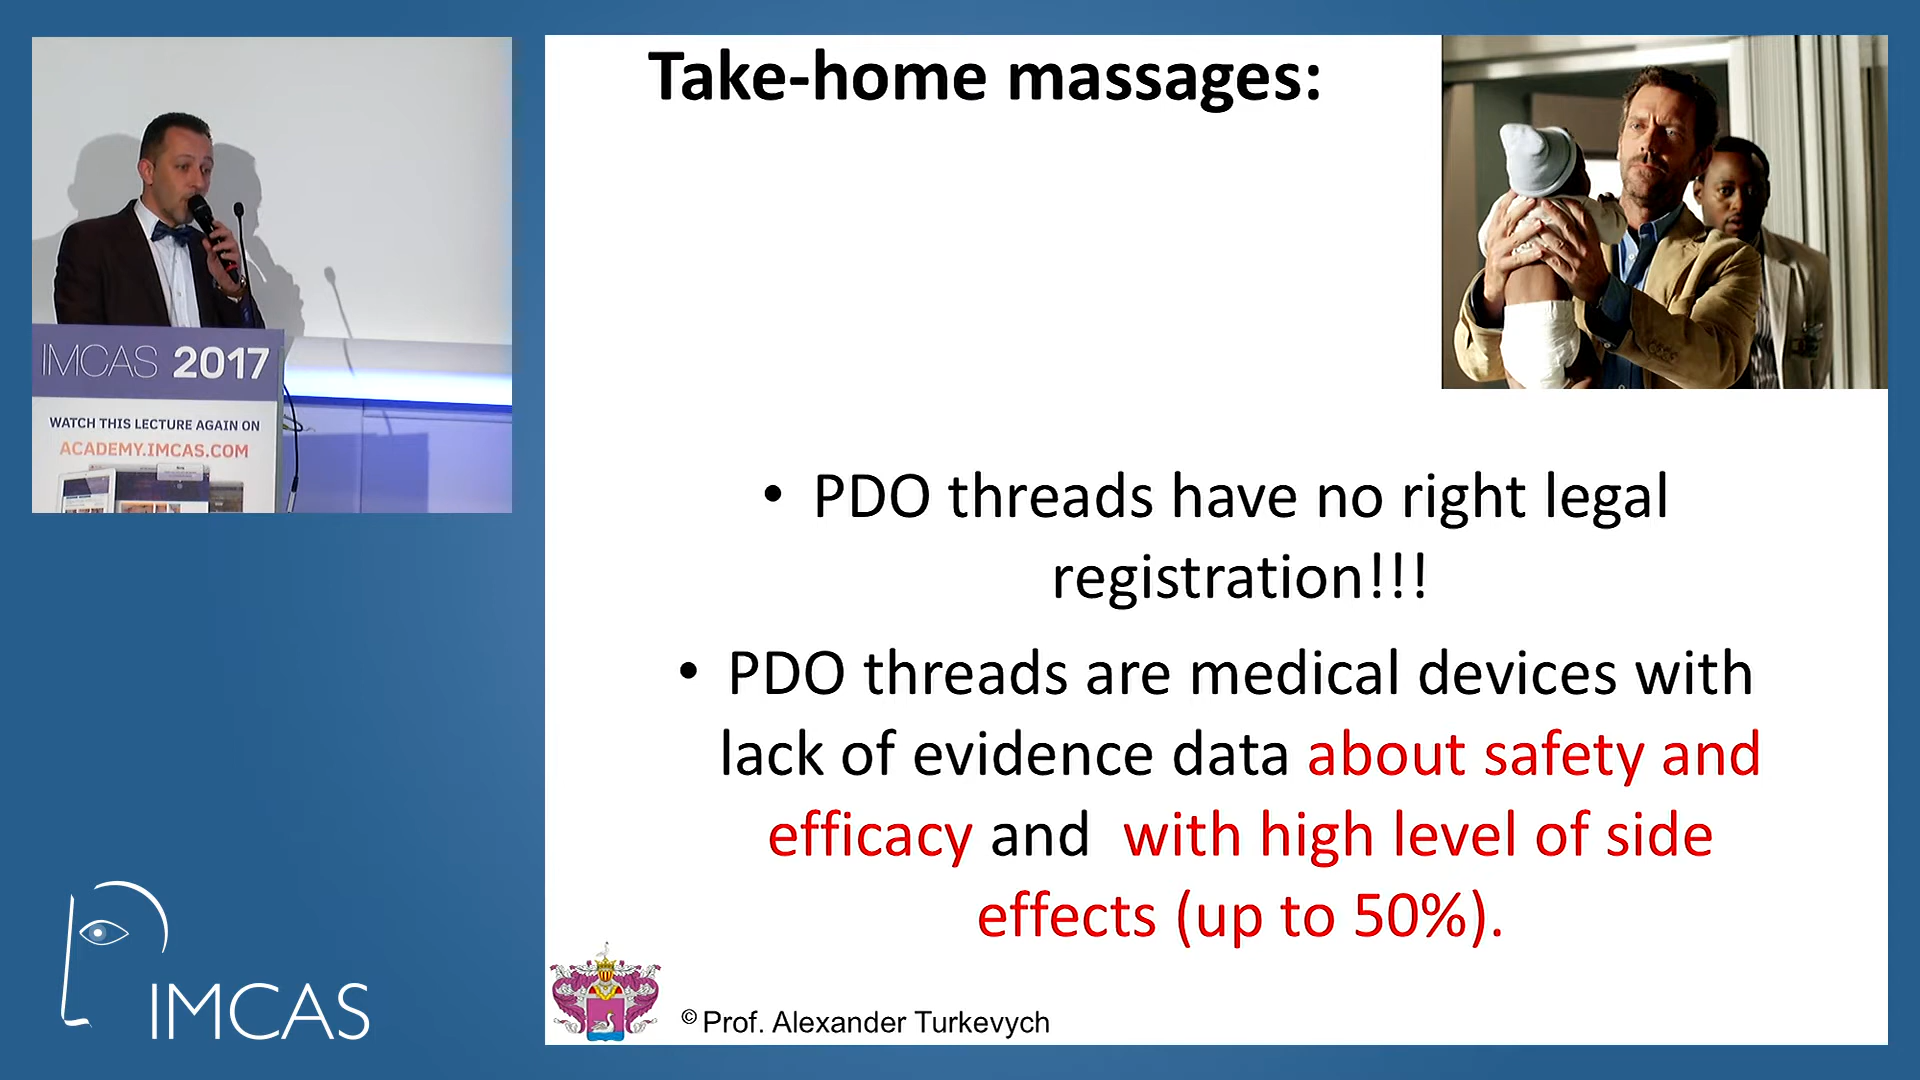 IMCAS 2017
WATCH THIS LECTURE AGAIN ON
ACADEMY.IMCAS.COM
IMCAS
Take-home massages:
• PDO threads have no right legal
registration!!!
• PDO threads are medical devices with
lack of evidence data about safety and
efficacy and with high level of side
effects (up to 50%).
© Prof. Alexander Turkevych